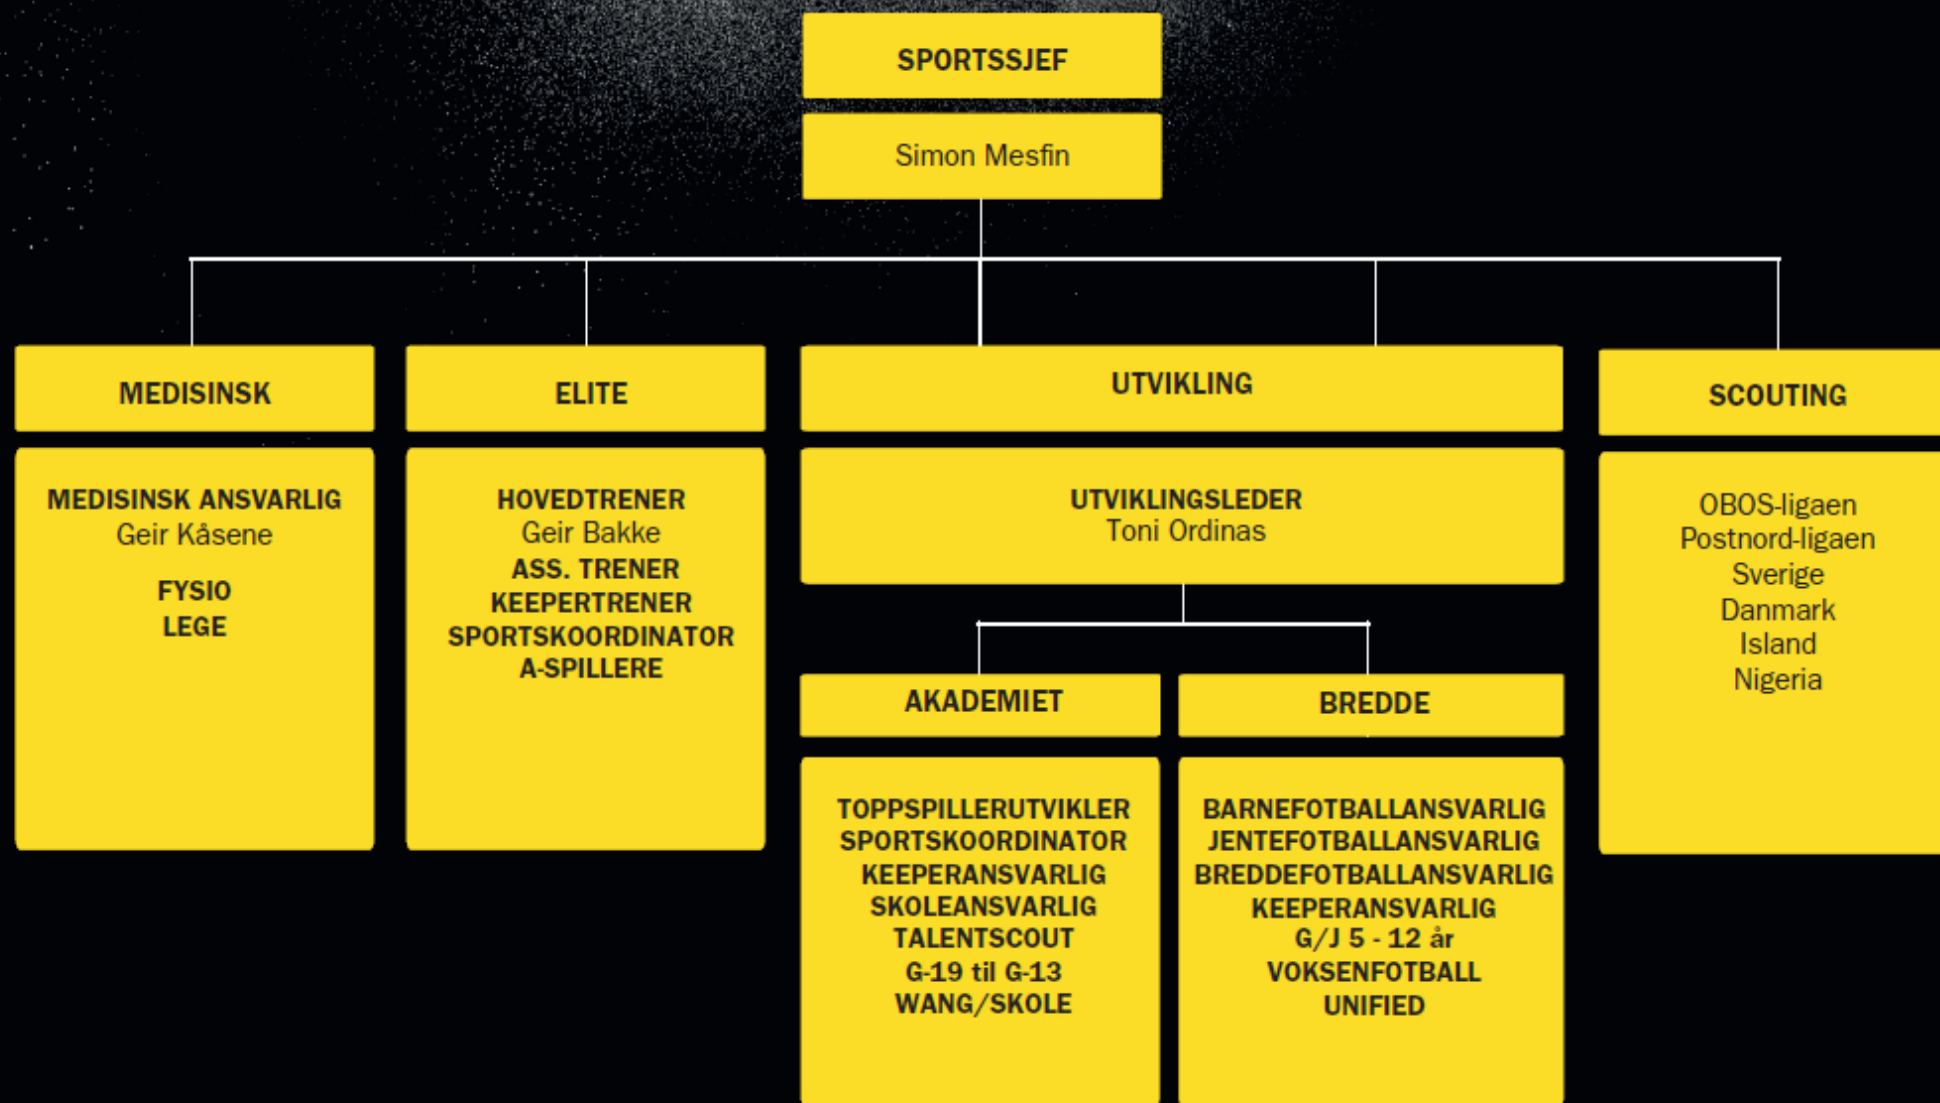 SPORTSSJEF
Simon Mesfin
MEDISINSK
MEDISINSK ANSVARLIG
Geir Kåsene
FYSIO
LEGE
ELITE
HOVEDTRENER
Geir Bakke
ASS. TRENER
KEEPERTRENER
SPORTSKOORDINATOR
A-SPILLERE
UTVIKLING
UTVIKLINGSLEDER
Toni Ordinas
AKADEMIET
TOPPSPILLERUTVIKLER
SPORTSKOORDINATOR
KEEPERANSVARLIG
SKOLEANSVARLIG
TALENTSCOUT
G-19 til G-13
WANG/SKOLE
BREDDE
BARNEFOTBALLANSVARLIG
JENTEFOTBALLANSVARLIG
BREDDEFOTBALLANSVARLIG
KEEPERANSVARLIG
G/J 5 - 12 år
VOKSENFOTBALL
UNIFIED
SCOUTING
OBOS-ligaen
Postnord-ligaen
Sverige
Danmark
Island
Nigeria